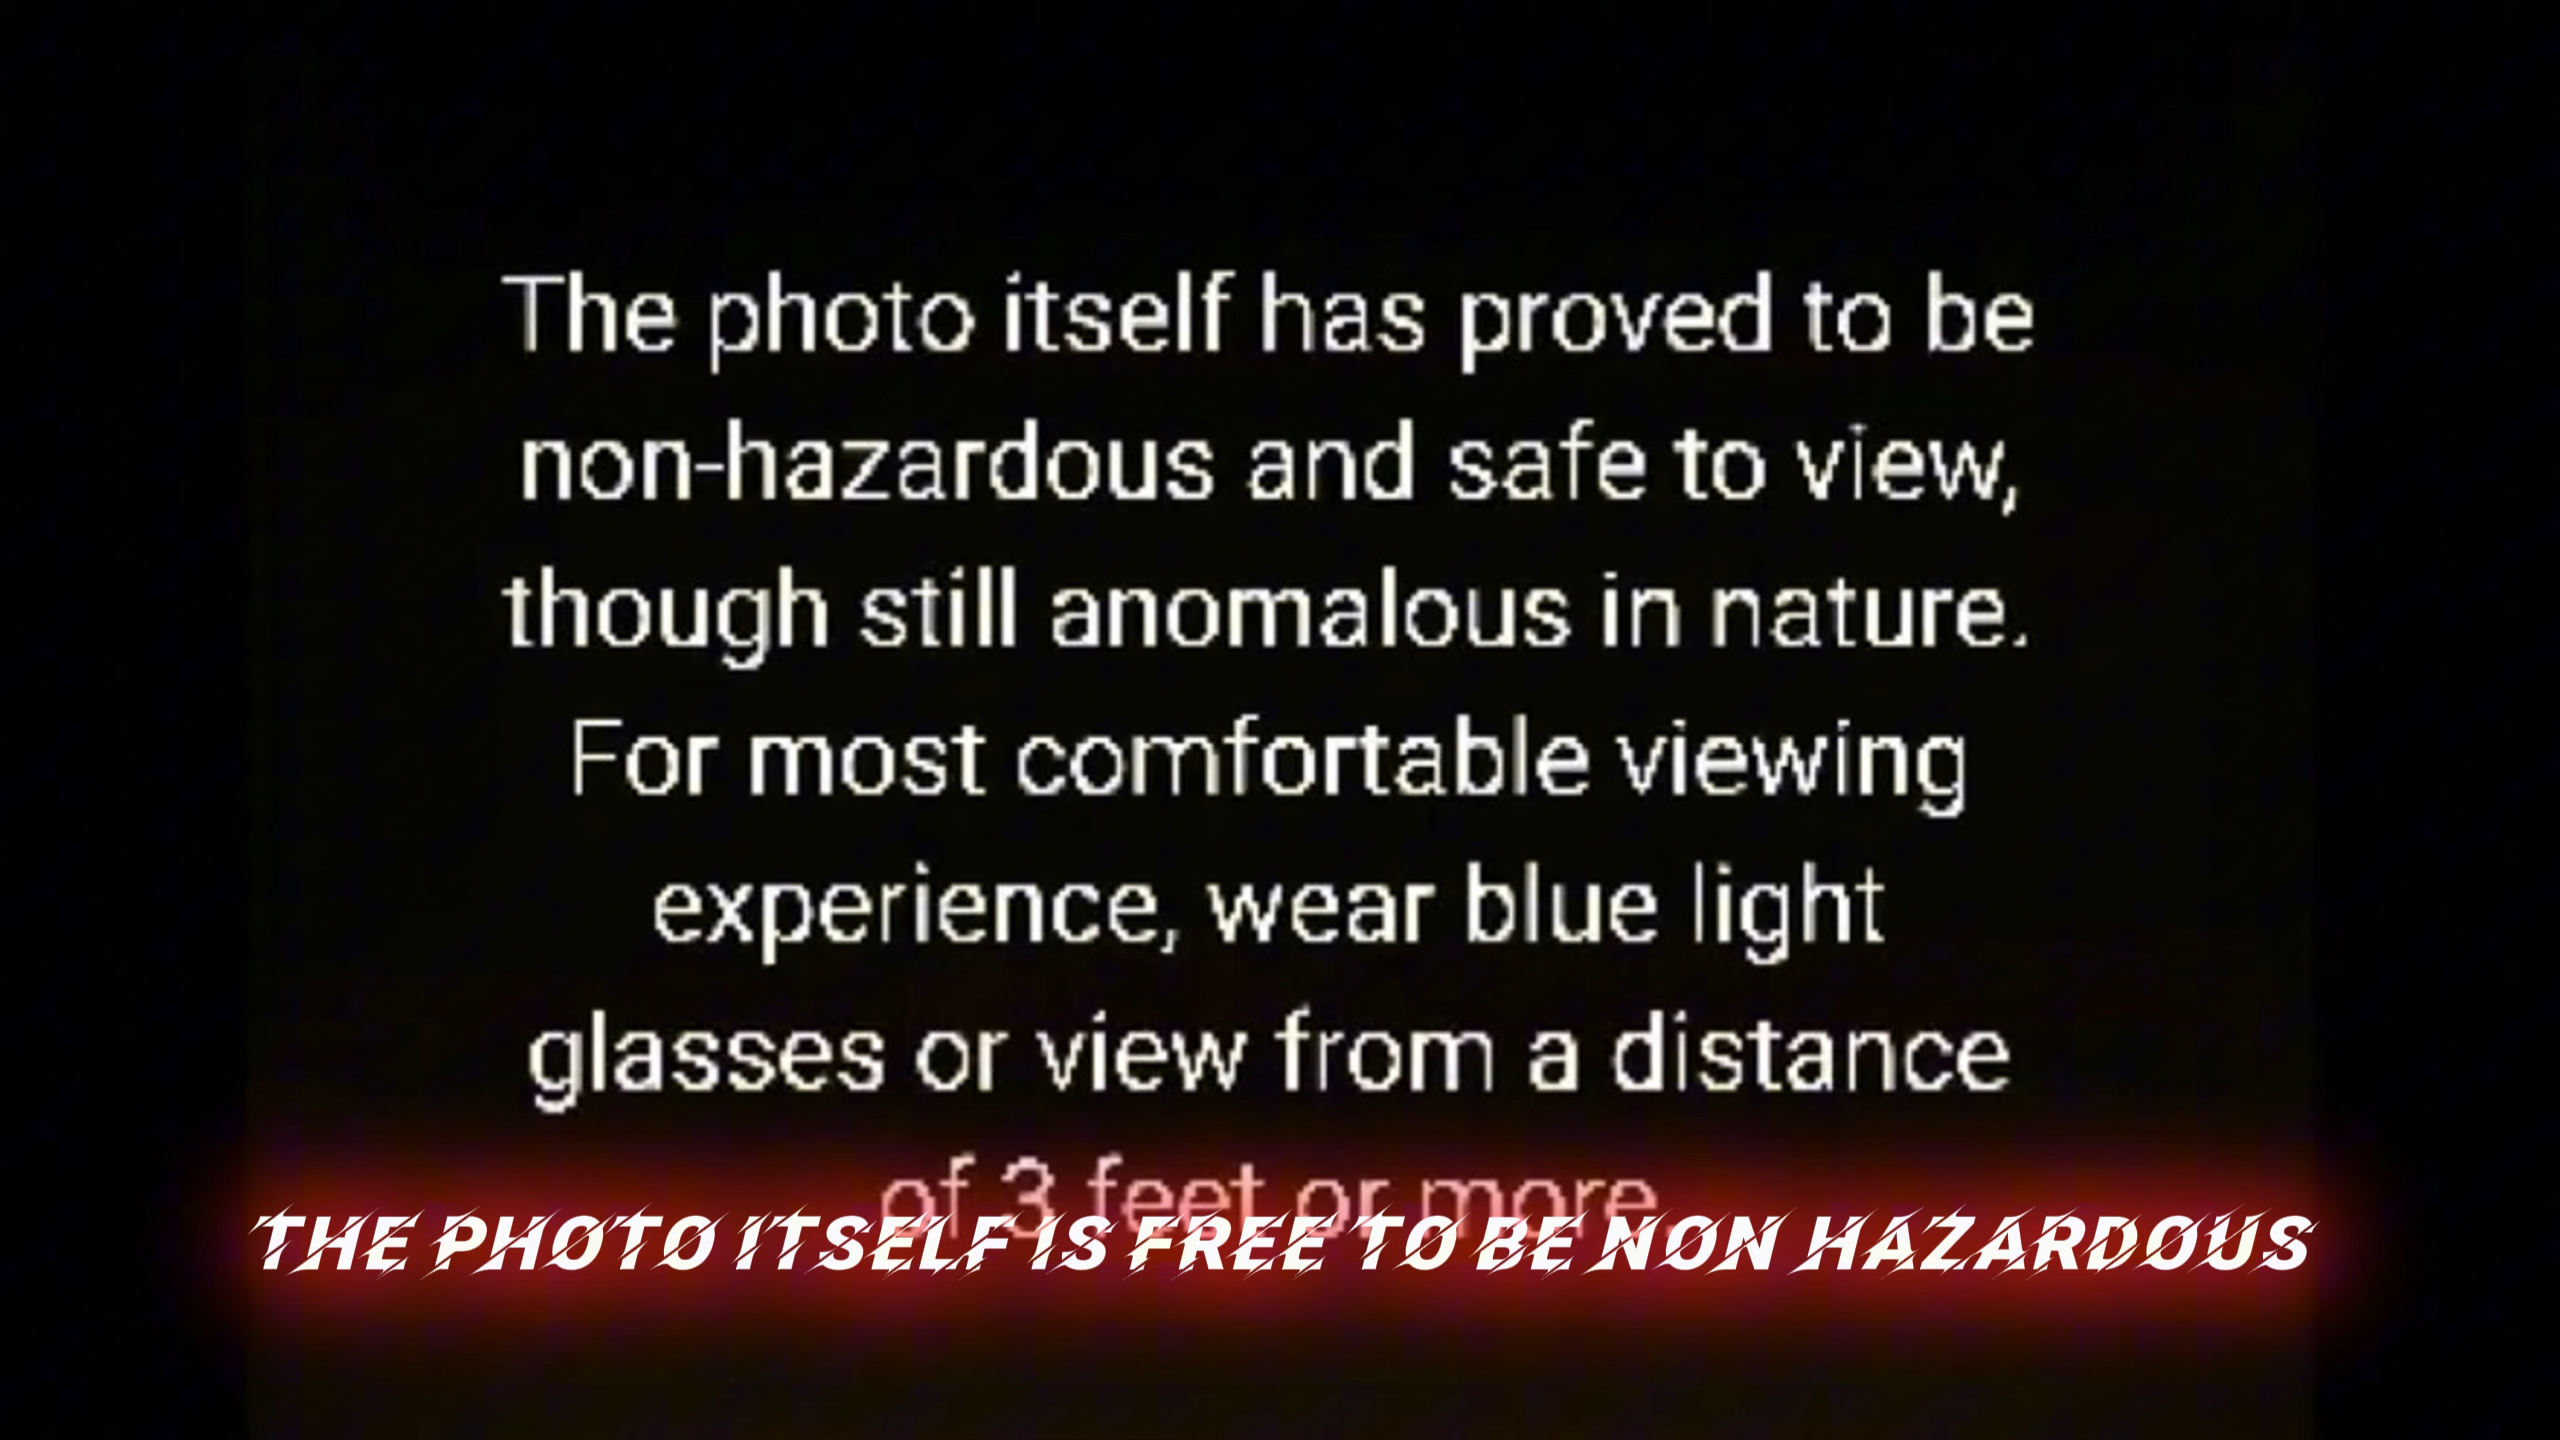 The photo itself has proved to be
non-hazardous and safe to view,
though still anomalous in nature.
For most comfortable viewing
experience, wear blue light
glasses or view from a distance
of 3 feet or more.
THE PHOTO ITSELF IS FREE TO BE NON HAZARDOUS